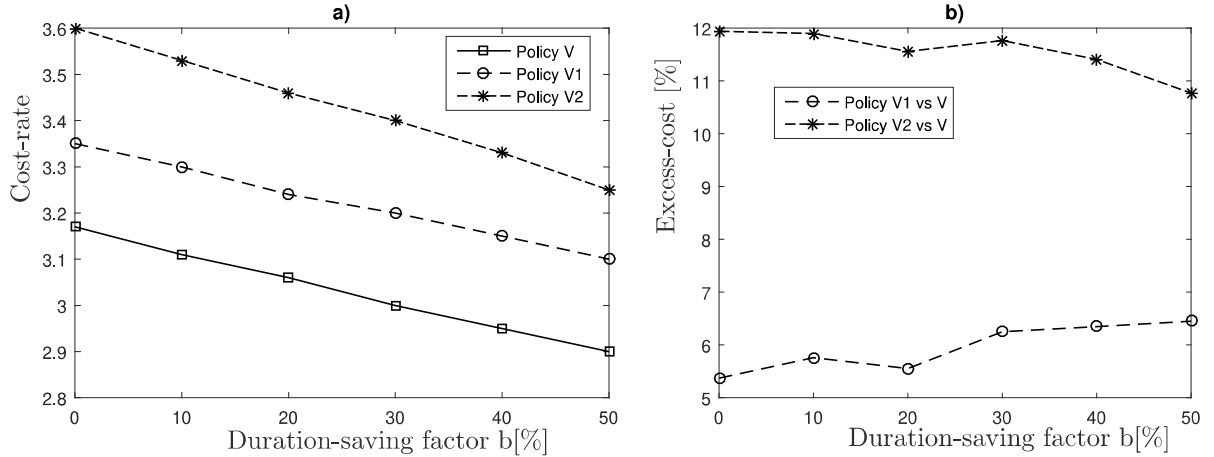 a)
3.6
3.5
3.4
3.3
3.2
3.1
3
2.9
2.8
Cost-rate
Policy V
Policy V1
Policy V2
0 10 20 30 40 50
Duration-saving factor b[%]
b)
12
11
10
9
8
7
6
5
Excess-cost [%]
Policy V1 vs V
Policy V2 vs V
0 10 20 30 40 50
Duration-saving factor b[%]